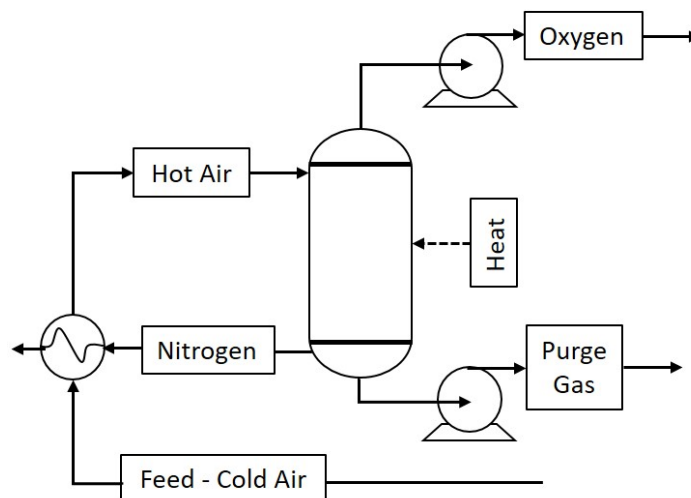 Oxygen
Hot Air
Heat
Nitrogen
Purge
Gas
Feed - Cold Air